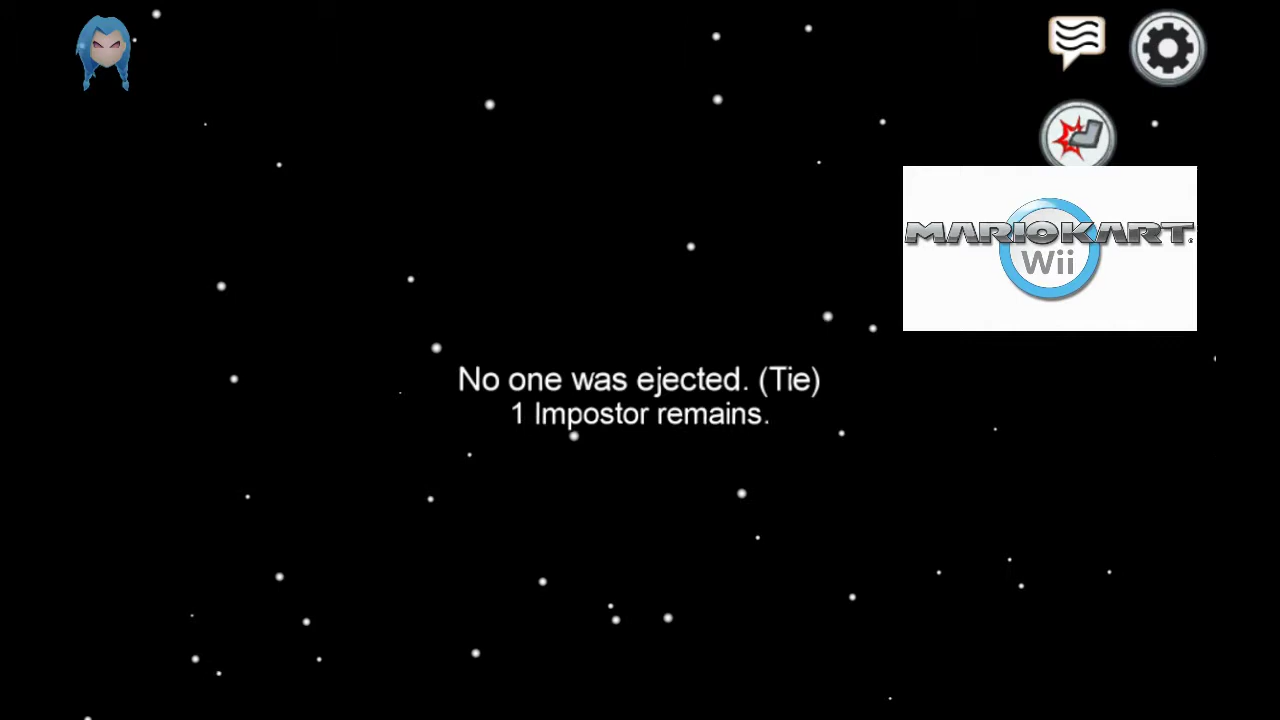 MARIOKART
Wii
No one was ejected. (Tie)
1 Impostor remains.